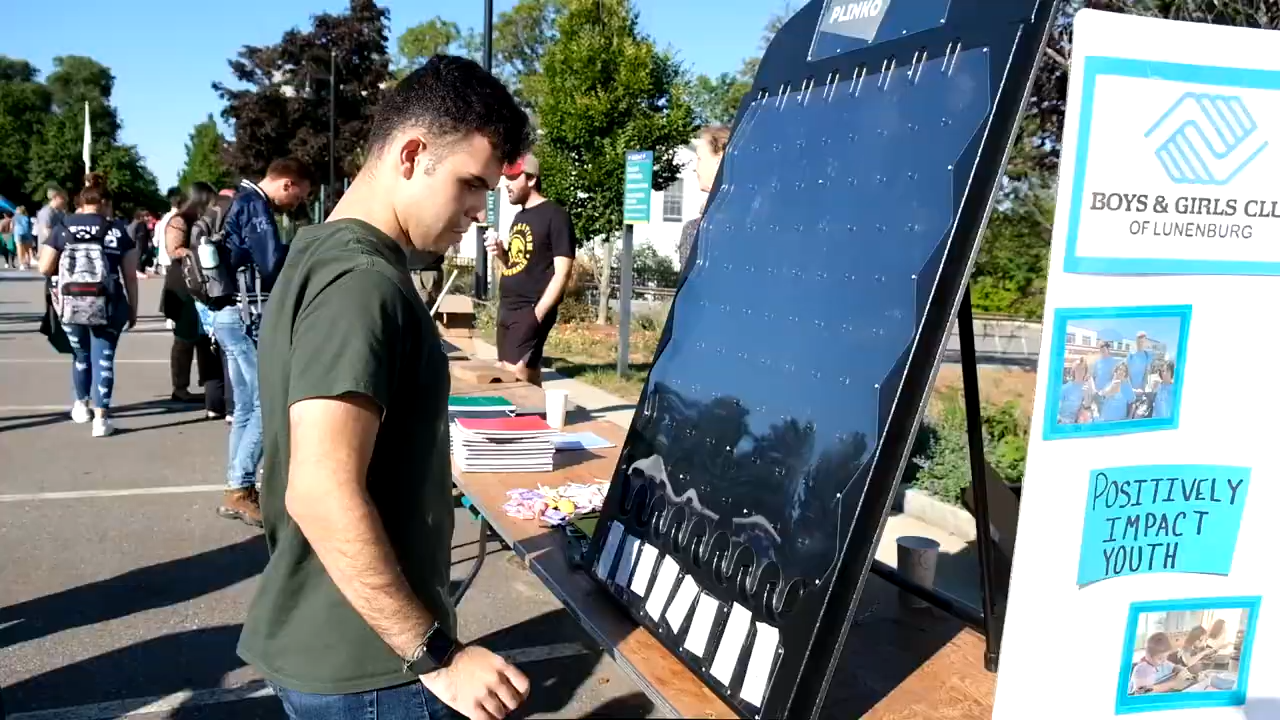 PLINKO
BOYS & GIRLS CLU
OF LUNENBURG
POSITIVELY
IMPACT
YOUTH